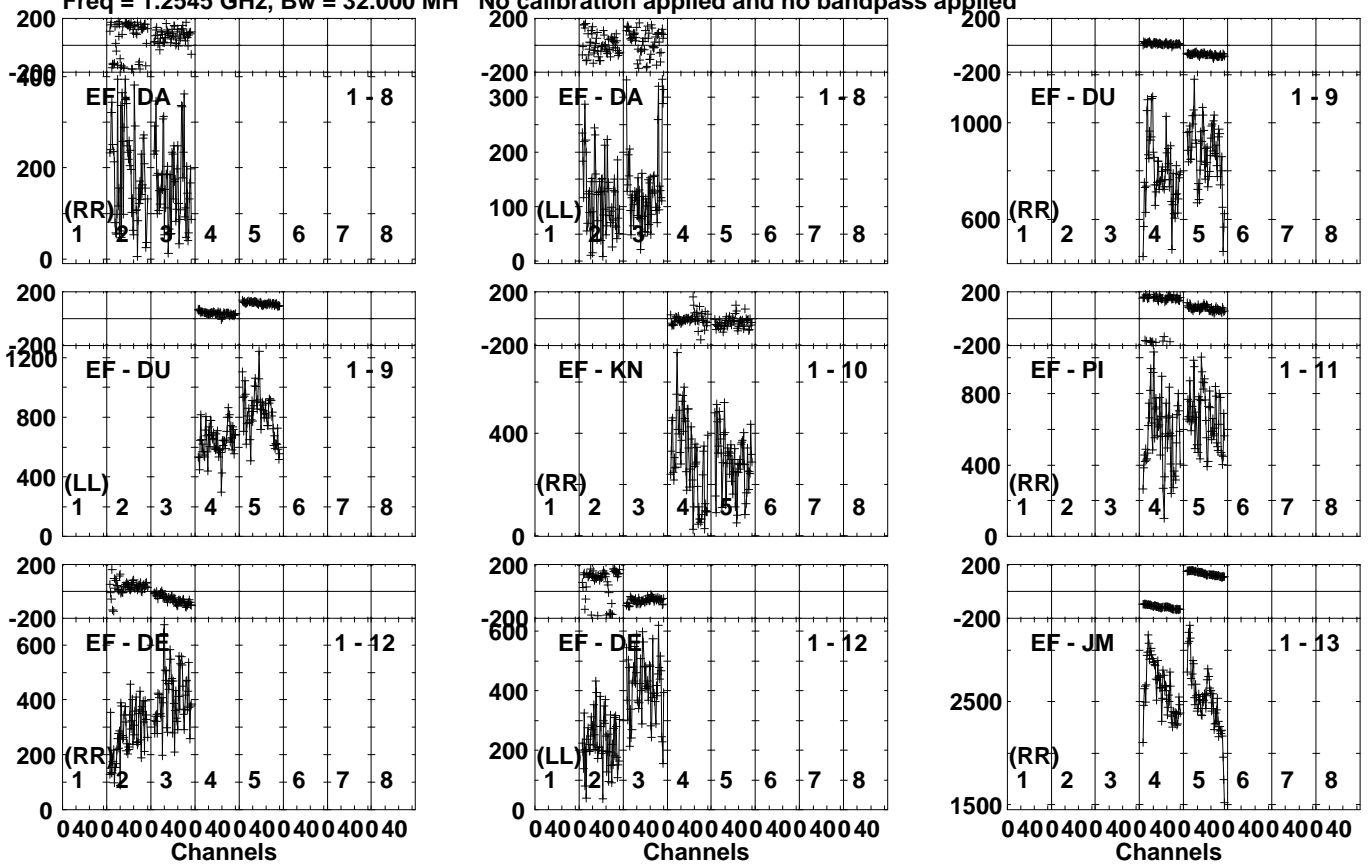 Freq = 1.2545 GHz, Bw = 32.000 MH No calibration applied and no bandpass applied
200 200 200
-200 -200 -200
400 EF - DA 1 - 8 300 EF - DA 1 - 8 1000 EF - DU 1 - 9
200 200 600
100
(RR) (LL) (RR)
1 2 3 4 5 6 7 8 1 2 3 4 5 6 7 8 1 2 3 4 5 6 7 8
0 0
200 200 200
-200 -200 -200
1200 EF - DU 1 - 9 EF - KN 1 - 10 EF - PI 1 - 11
800 400 800
400 400
(LL) (RR) (RR)
1 2 3 4 5 6 7 8 1 2 3 4 5 6 7 8 1 2 3 4 5 6 7 8
0 0 0
200 200 200
-200 -200 -200
600 EF - DE 1 - 12 600 EF - DE 1 - 12 EF - JM 1 - 13
400 400 2500
200 200
(RR) (LL) (RR)
1 2 3 4 5 6 7 8 1 2 3 4 5 6 7 8 1 2 3 4 5 6 7 8
0 0 1500
0 40 0 40 0 40 0 40 0 40 0 40 0 40 0 40 0 40 0 40 0 40 0 40 0 40 0 40 0 40 0 40 0 40 0 40 0 40 0 40 0 40 0 40 0 40 0 40
Channels Channels Channels